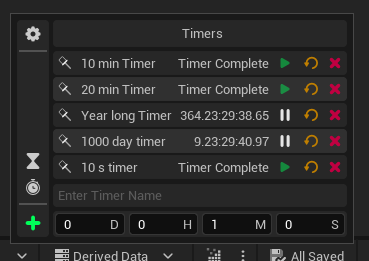 Timers
10 min Timer Timer Complete
20 min Timer Timer Complete
Year long Timer 364.23:29:38.65
1000 day timer 9.23:29:40.97
10 s timer Timer Complete
Enter Timer Name
0 D 0 H 1 M 0 S
Derived Data All Saved